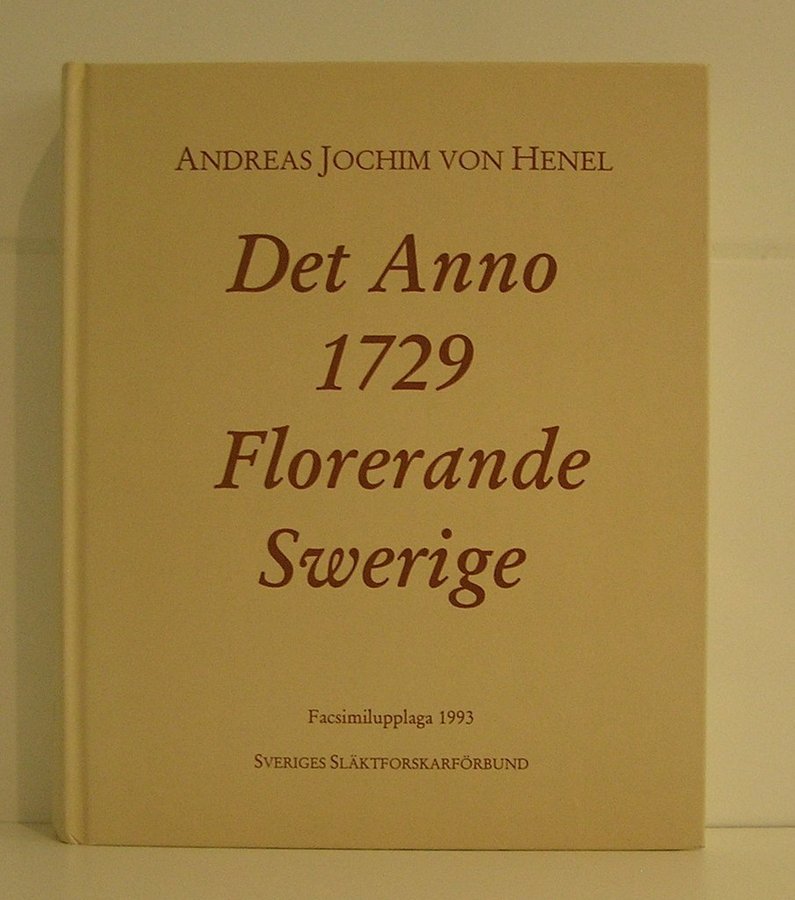 ANDREAS JOCHIM VON HENEL
Det Anno
1729
Florerande
Swerige
Facsimilupplaga 1993
SVERIGES SLÄKTFORSKARFÖRBUND